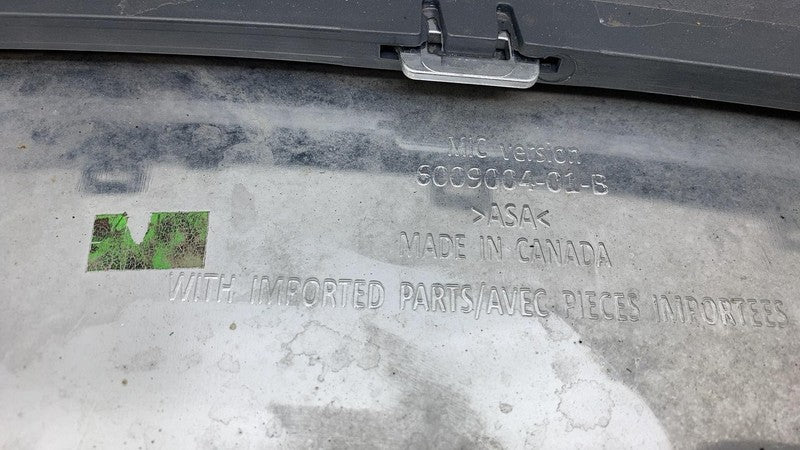 MIC version
6009004-01-B
>ASA<
MADE IN CANADA
WITH IMPORTED PARTS/AVEC PIECES IMPORTEES